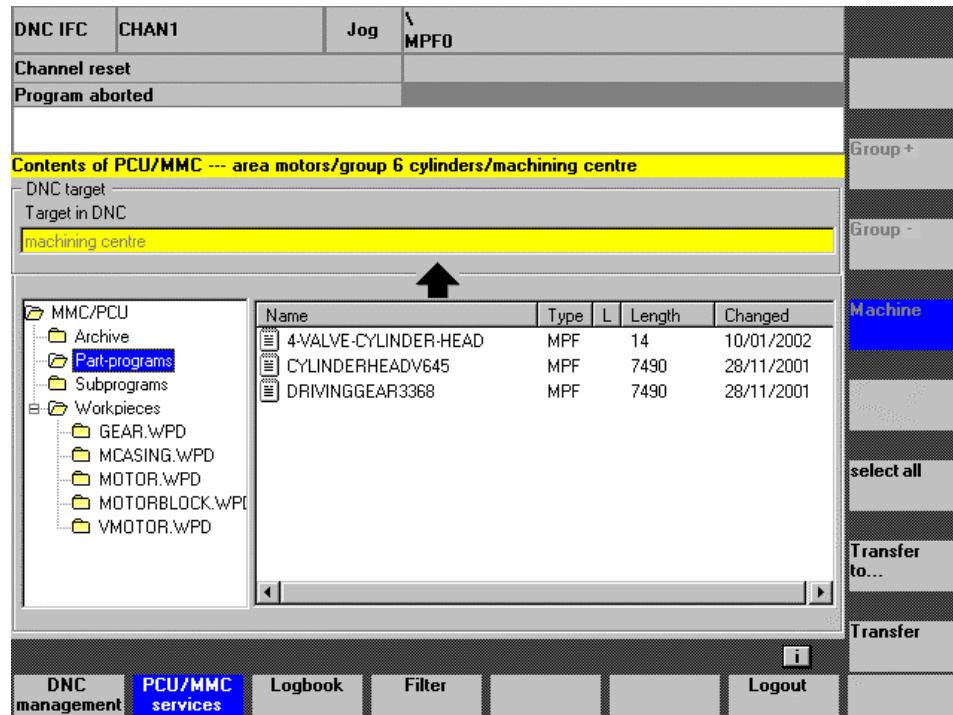 DNC IFC CHAN1 Jog \
MPF0
Channel reset
Program aborted
Contents of PCU/MMC --- area motors/group 6 cylinders/machining centre
DNC target
Target in DNC
machining centre
MMC/PCU
Archive
Part-programs
Subprograms
Workpieces
GEAR.WPD
MCASING.WPD
MOTOR.WPD
MOTORBLOCK.WPD
VMOTOR.WPD
Name Type L Length Changed
4-VALVE-CYLINDER-HEAD MPF 14 10/01/2002
CYLINDERHEADV645 MPF 7490 28/11/2001
DRIVINGGEAR3368 MPF 7490 28/11/2001
Group +
Group -
Machine
select all
Transfer
to...
Transfer
i
DNC
management
PCU/MMC
services
Logbook
Filter
Logout